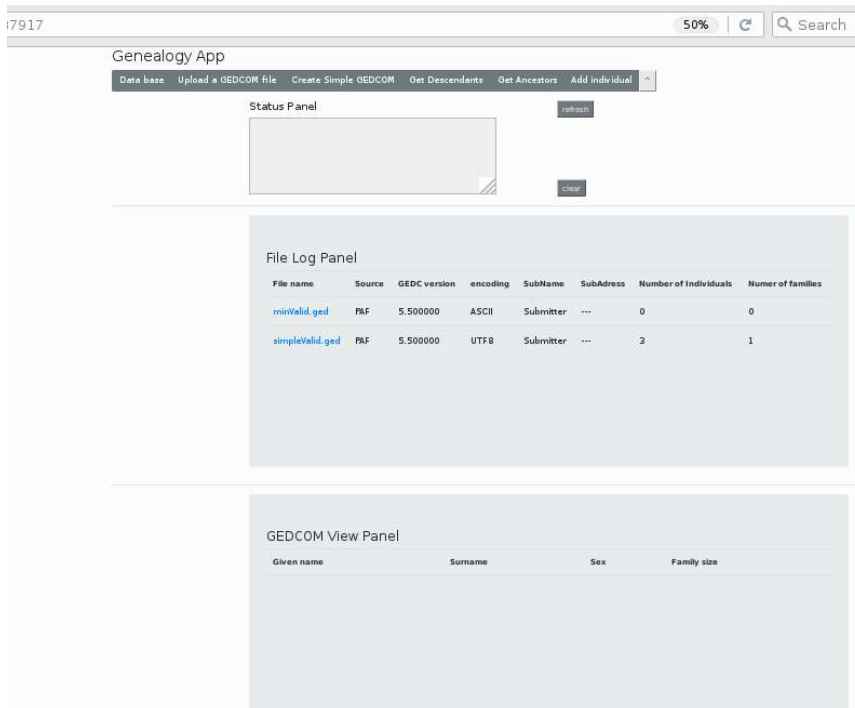 37917 50% Search
Genealogy App
Data base Upload a GEDCOM file Create Simple GEDCOM Get Descendants Get Ancestors Add individual ^
Status Panel refresh
clear
File Log Panel
File name Source GEDC version encoding SubName SubAdress Number of Individuals Numer of families
minValid.ged PAF 5.500000 ASCII Submitter --- 0 0
simpleValid.ged PAF 5.500000 UTF8 Submitter --- 3 1
GEDCOM View Panel
Given name Surname Sex Family size